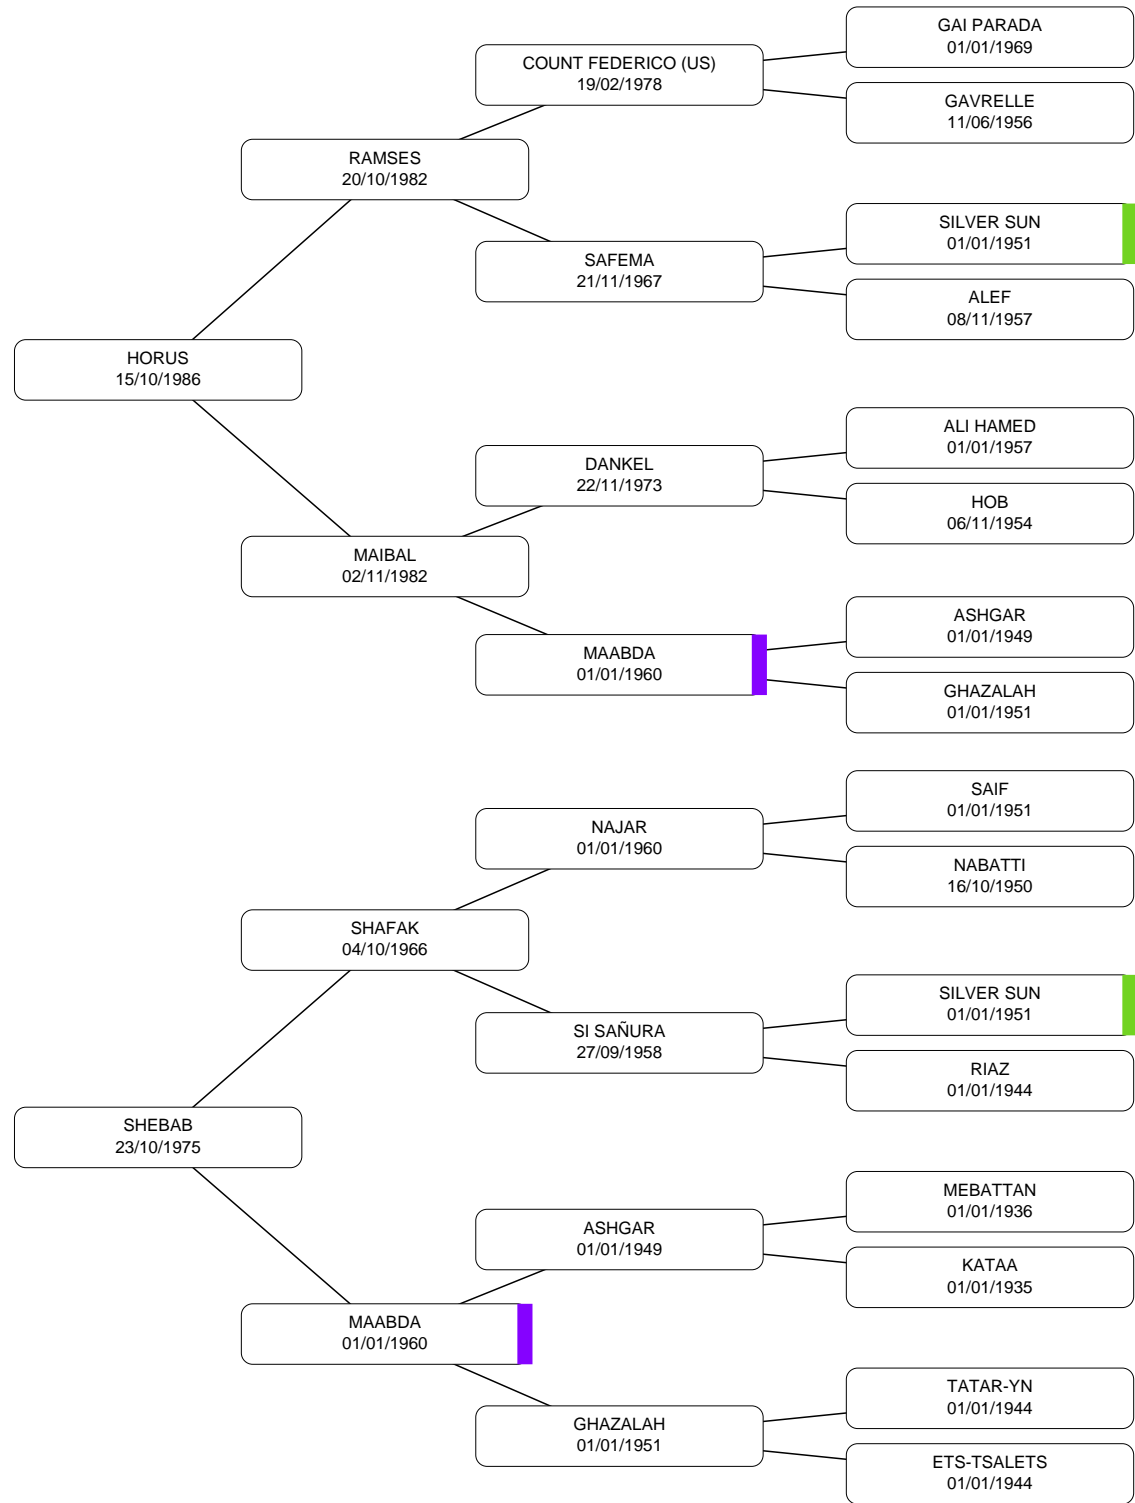 GAI PARADA
01/01/1969
COUNT FEDERICO (US)
19/02/1978
GAVRELLE
11/06/1956
RAMSES
20/10/1982
SILVER SUN
01/01/1951
SAFEMA
21/11/1967
ALEF
08/11/1957
HORUS
15/10/1986
ALI HAMED
01/01/1957
DANKEL
22/11/1973
HOB
06/11/1954
MAIBAL
02/11/1982
ASHGAR
01/01/1949
MAABDA
01/01/1960
GHAZALAH
01/01/1951
SAIF
01/01/1951
NAJAR
01/01/1960
NABATTI
16/10/1950
SHAFAK
04/10/1966
SILVER SUN
01/01/1951
SI SAÑURA
27/09/1958
RIAZ
01/01/1944
SHEBAB
23/10/1975
MEBATTAN
01/01/1936
ASHGAR
01/01/1949
KATAA
01/01/1935
MAABDA
01/01/1960
TATAR-YN
01/01/1944
GHAZALAH
01/01/1951
ETS-TSALETS
01/01/1944